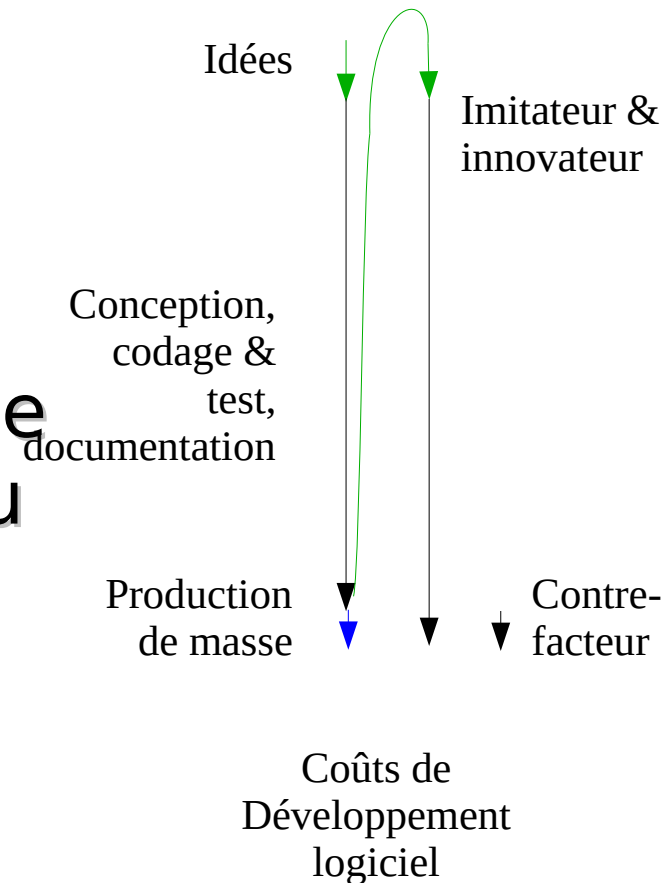 Idées
Imitateur &
innovateur
Conception,
codage &
test,
documentation
e
u
Production
de masse
Contre-
facteur
Coûts de
Développement
logiciel